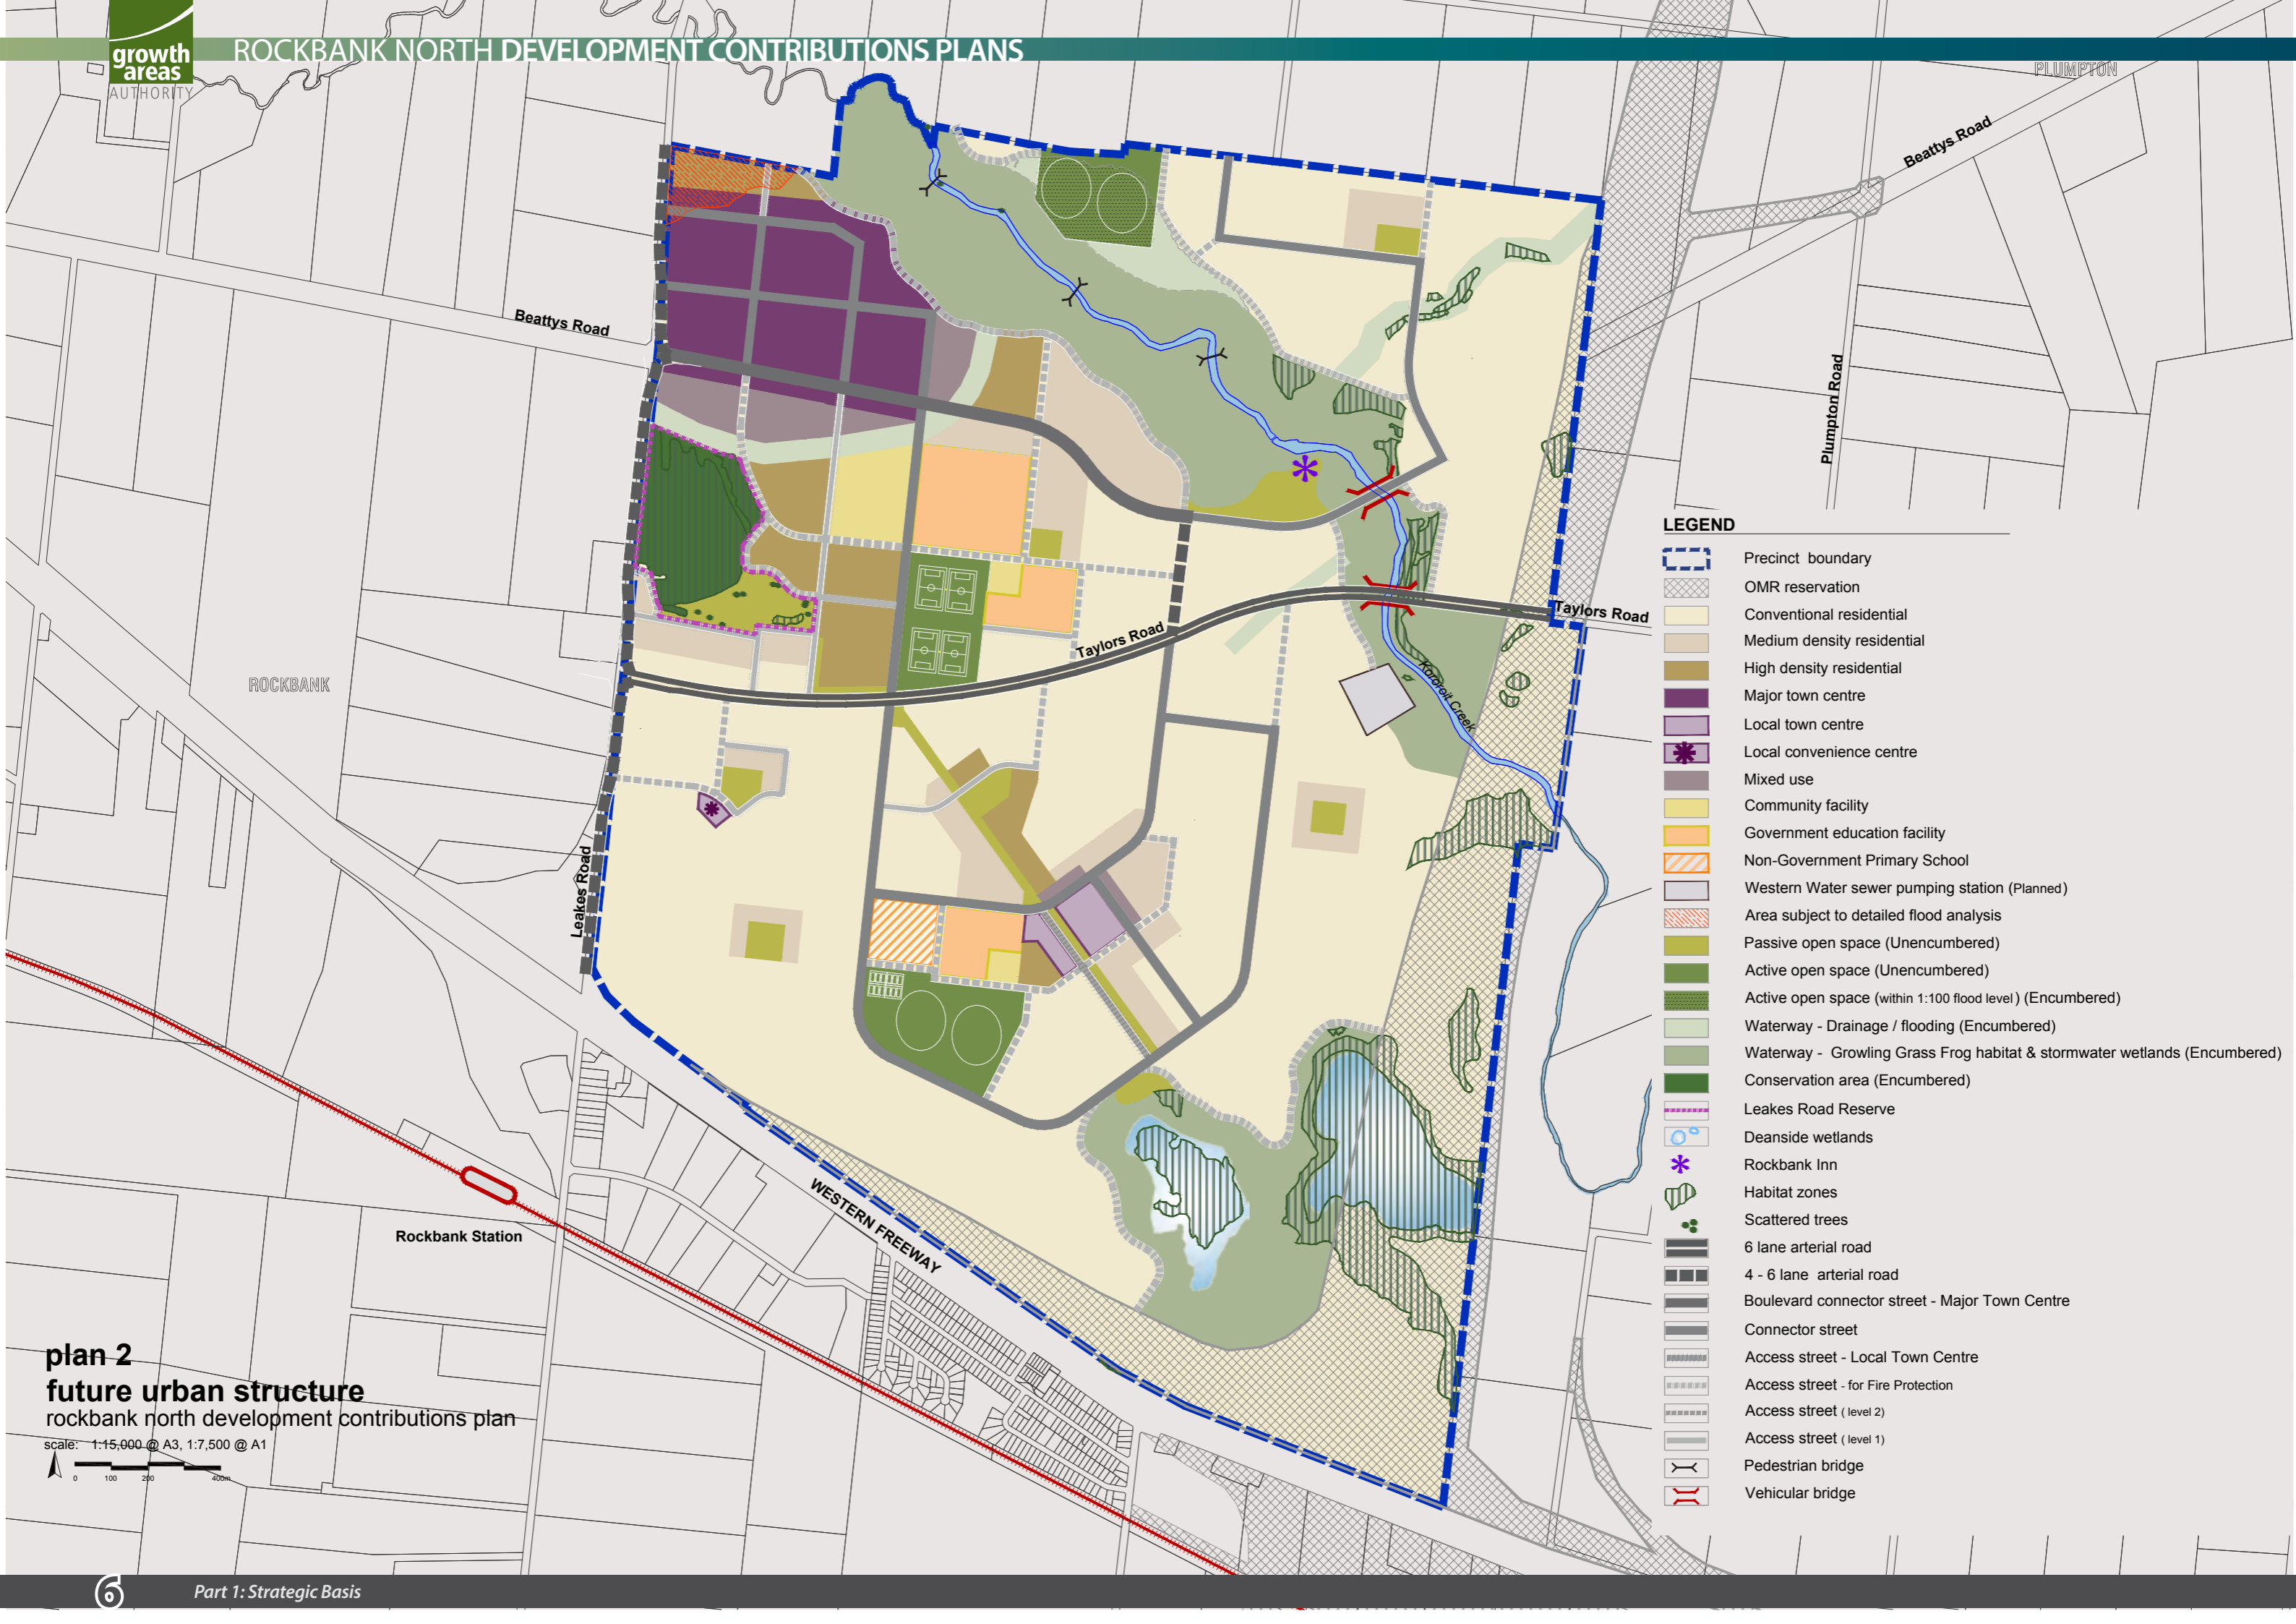 growth
areas
AUTHORITY
ROCKBANK NORTH DEVELOPMENT CONTRIBUTIONS PLANS
PLUMPTON
Beattys Road
Beattys Road
Plumpton Road
ROCKBANK
Taylors Road
Taylors Road
Kororoit Creek
Leakes Road
WESTERN FREEWAY
Rockbank Station
LEGEND
Precinct boundary
OMR reservation
Conventional residential
Medium density residential
High density residential
Major town centre
Local town centre
Local convenience centre
Mixed use
Community facility
Government education facility
Non-Government Primary School
Western Water sewer pumping station (Planned)
Area subject to detailed flood analysis
Passive open space (Unencumbered)
Active open space (Unencumbered)
Active open space (within 1:100 flood level) (Encumbered)
Waterway - Drainage / flooding (Encumbered)
Waterway - Growling Grass Frog habitat & stormwater wetlands (Encumbered)
Conservation area (Encumbered)
Leakes Road Reserve
Deanside wetlands
Rockbank Inn
Habitat zones
Scattered trees
6 lane arterial road
4 - 6 lane arterial road
Boulevard connector street - Major Town Centre
Connector street
Access street - Local Town Centre
Access street - for Fire Protection
Access street ( level 2)
Access street ( level 1)
Pedestrian bridge
Vehicular bridge
plan 2
future urban structure
rockbank north development contributions plan
scale: 1:15,000 @ A3, 1:7,500 @ A1
0 100 200 400m
6 Part 1: Strategic Basis